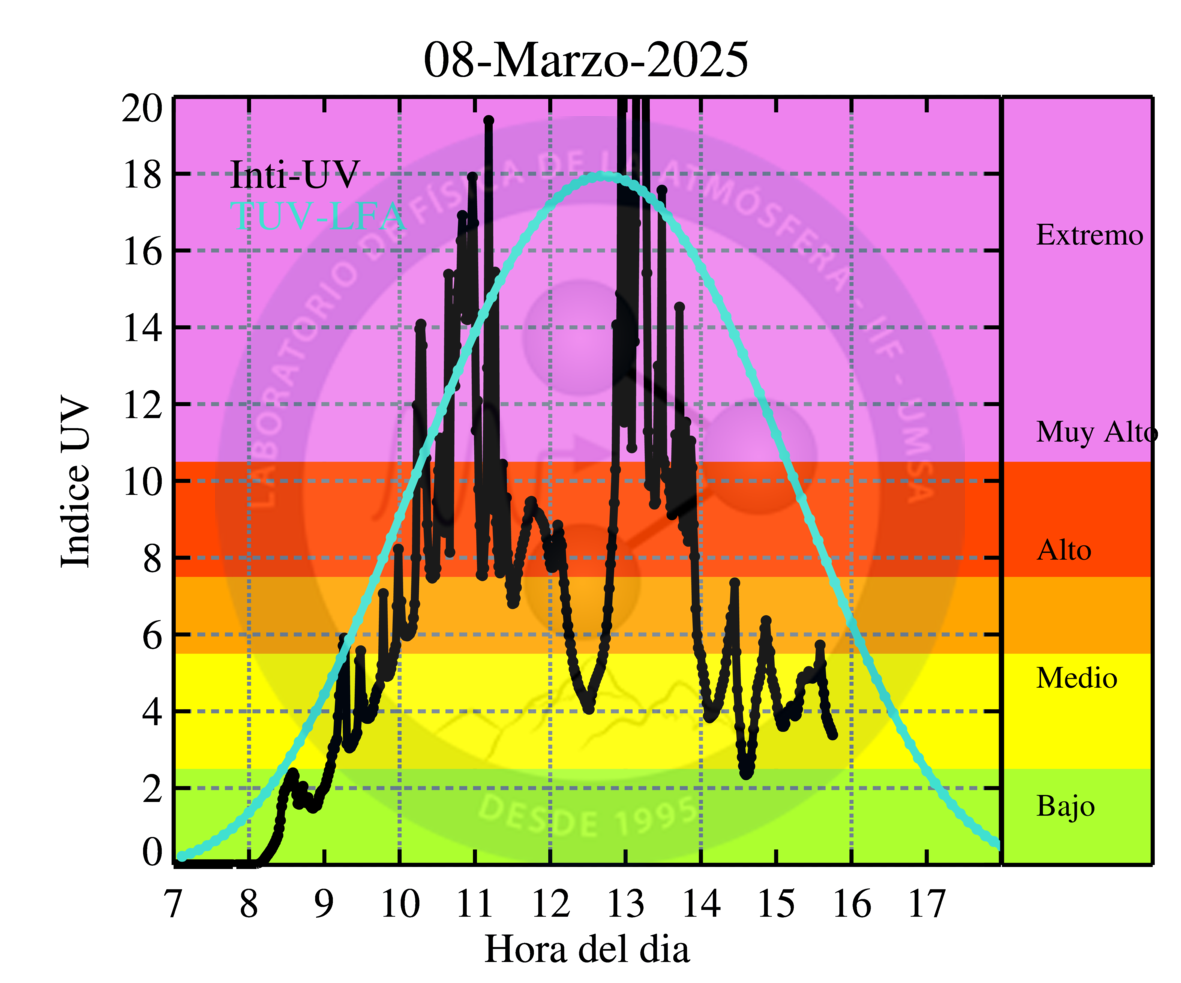 08-Marzo-2025
20
18
16
14
12
10
8
6
4
2
0
Indice UV
Inti-UV
TUV-LFA
LABORATORIO DE FÍSICA DE LA ATMÓSFERA - IIF - UMSA
DESDE 1995
Extremo
Muy Alto
Alto
Medio
Bajo
7 8 9 10 11 12 13 14 15 16 17
Hora del dia